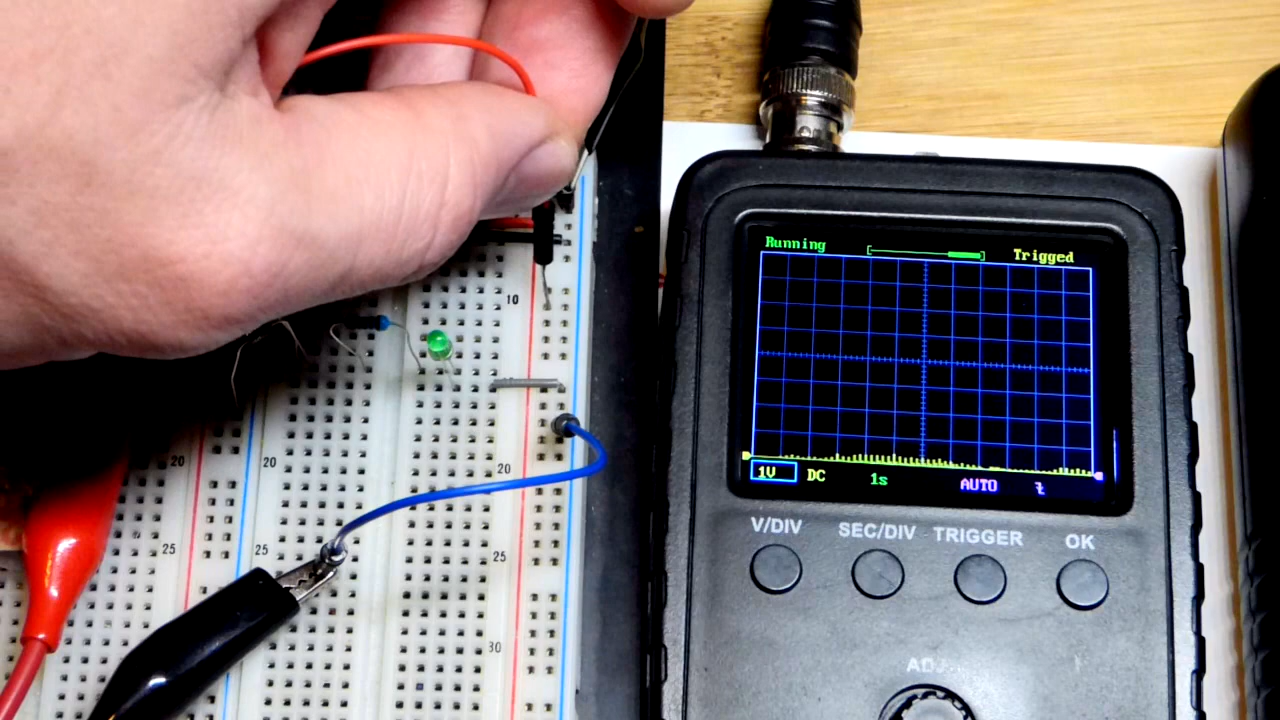 Running
Trigged
1V DC 1s AUTO
V/DIV SEC/DIV TRIGGER OK
10
20 20 20
25 25 25
30